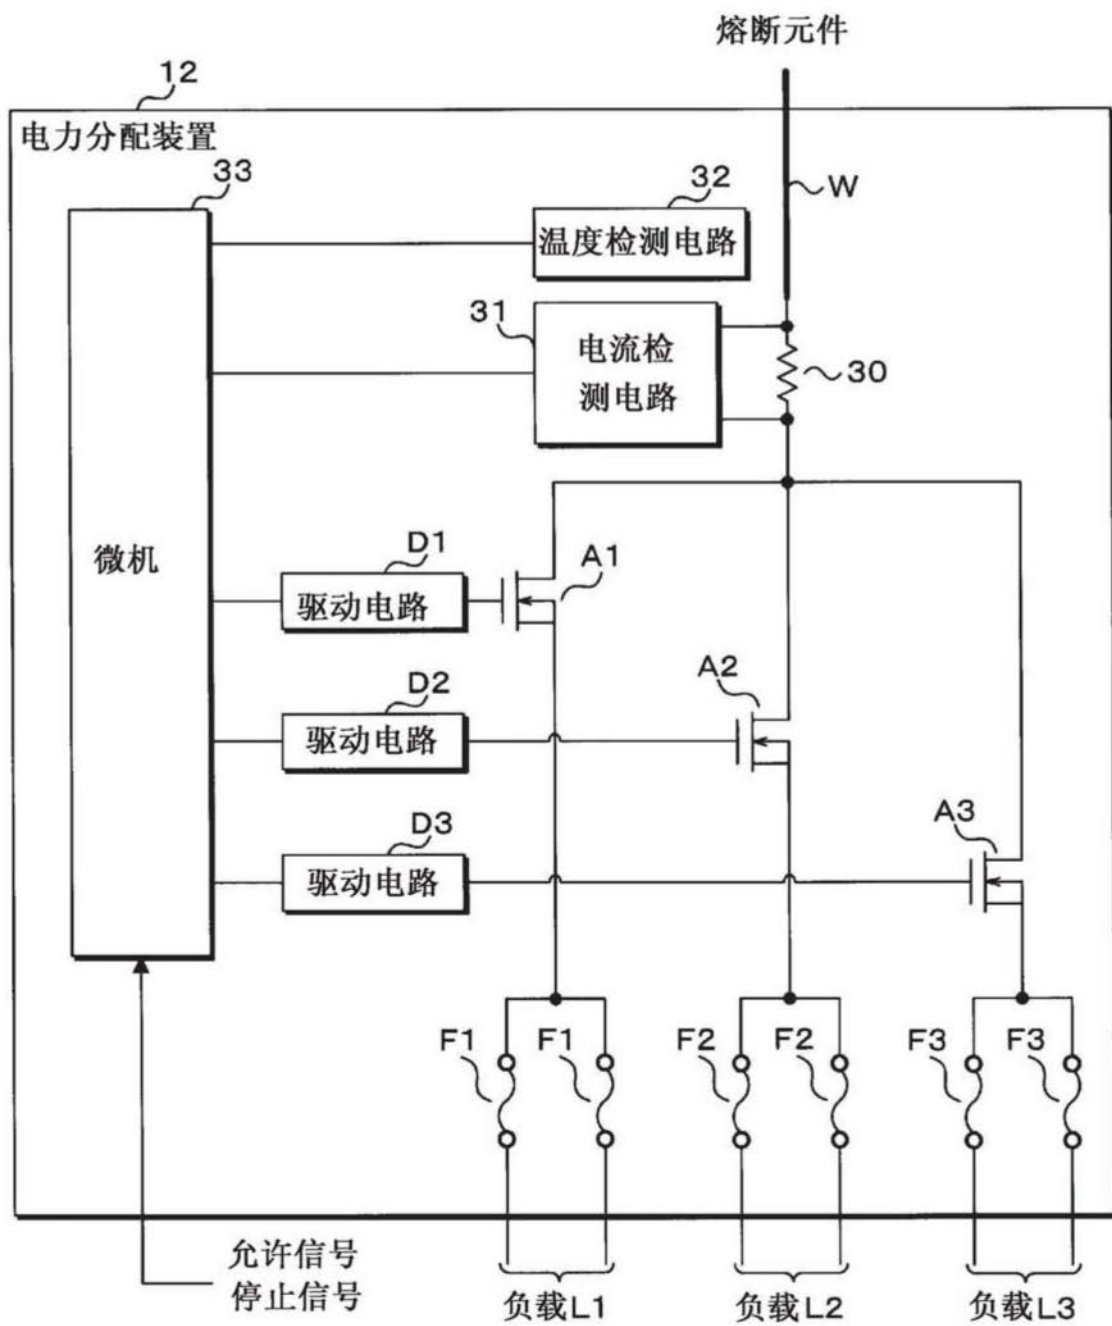 熔断元件
12
电力分配装置
33
32
W
温度检测电路
31
电流检
测电路
30
D1
A1
微机
驱动电路
A2
D2
驱动电路
A3
D3
驱动电路
F1
F1
F2
F2
F3
F3
允许信号
停止信号
负载L1
负载L2
负载L3